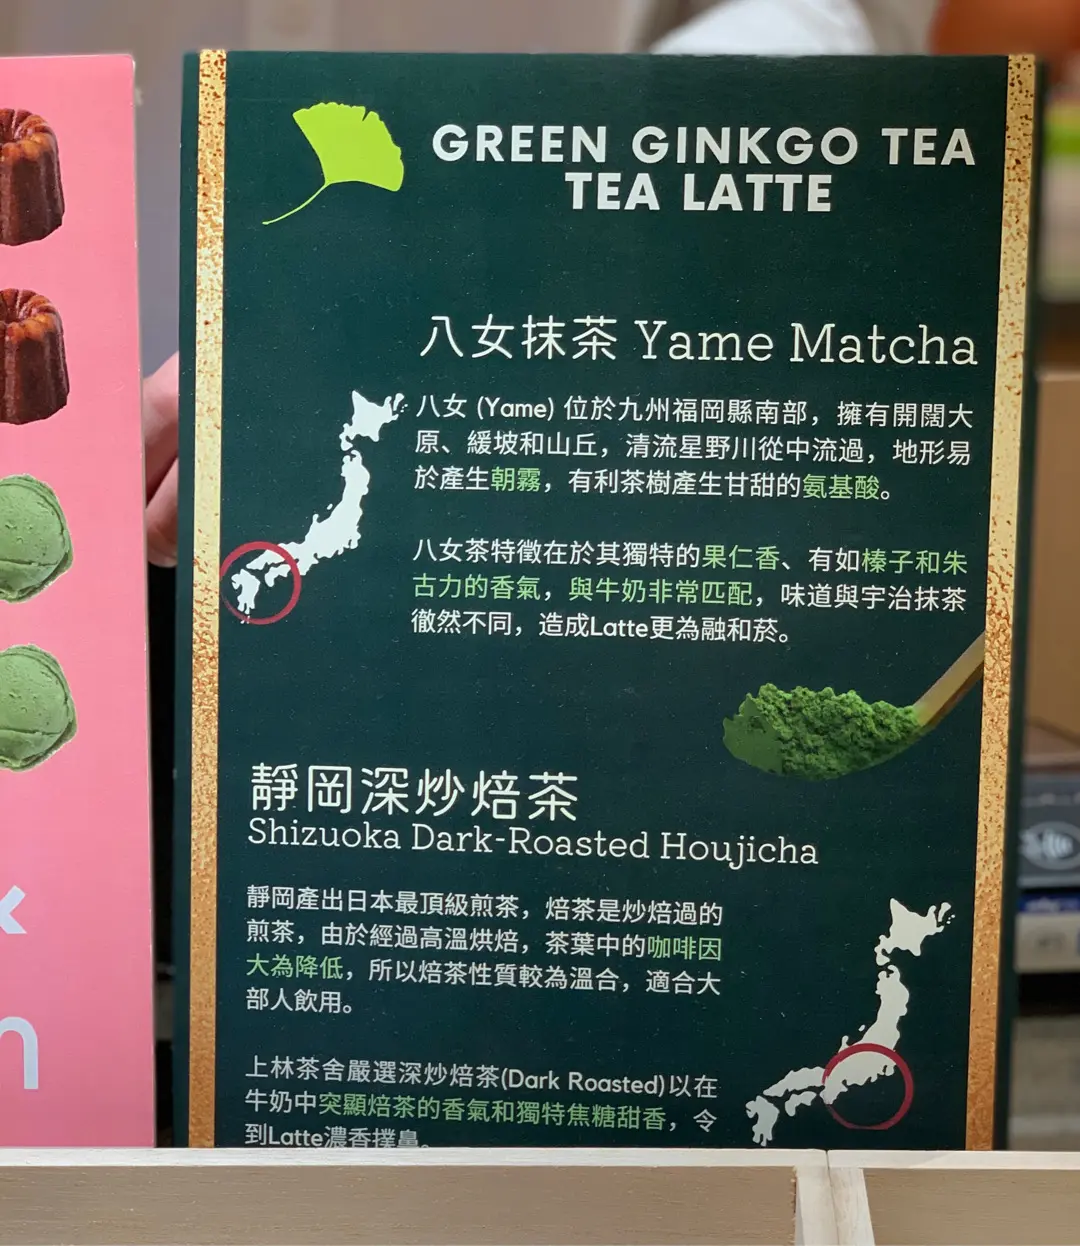 GREEN GINKGO TEA
TEA LATTE
八女抹茶 Yame Matcha
八女 (Yame) 位於九州福岡縣南部，擁有開闊大
原、緩坡和山丘，清流星野川從中流過，地形易
於產生朝霧，有利茶樹產生甘甜的氨基酸。
八女茶特徵在於其獨特的果仁香、有如榛子和朱
古力的香氣，與牛奶非常匹配，味道與宇治抹茶
徹然不同，造成Latte更為融和菸。
靜岡深炒焙茶
Shizuoka Dark-Roasted Houjicha
靜岡產出日本最頂級煎茶，焙茶是炒焙過的
煎茶，由於經過高溫烘焙，茶葉中的咖啡因
大為降低，所以焙茶性質較為溫合，適合大
部人飲用。
上林茶舍嚴選深炒焙茶(Dark Roasted)以在
牛奶中突顯焙茶的香氣和獨特焦糖甜香，令
到Latte濃香撲鼻。